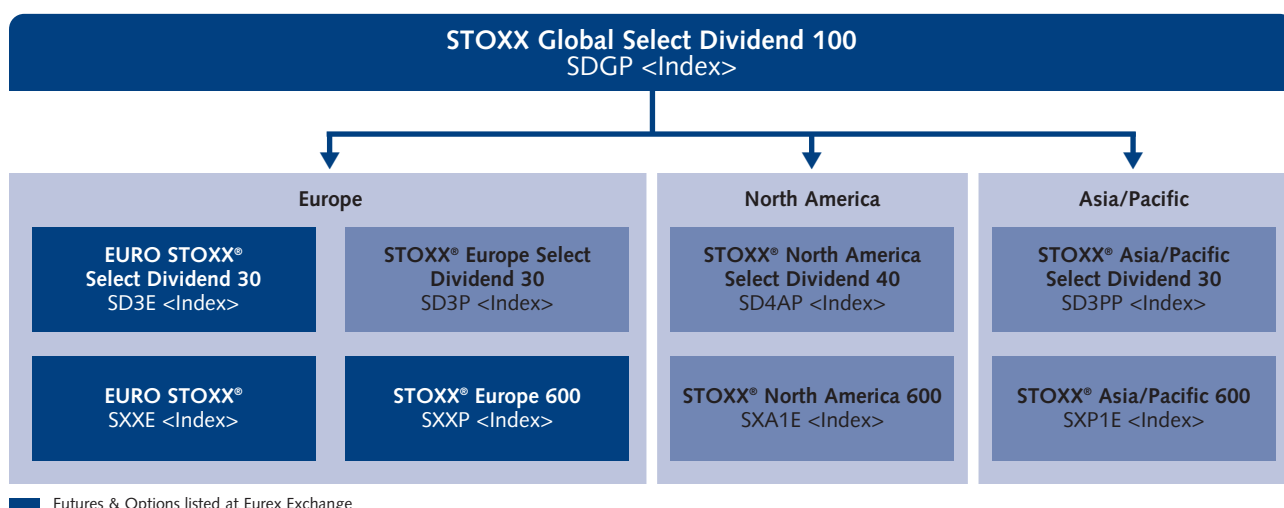 STOXX Global Select Dividend 100
SDGP <Index>
Europe
North America
Asia/Pacific
EURO STOXX®
Select Dividend 30
SD3E <Index>
STOXX® Europe Select
Dividend 30
SD3P <Index>
STOXX® North America
Select Dividend 40
SD4AP <Index>
STOXX® Asia/Pacific
Select Dividend 30
SD3PP <Index>
EURO STOXX®
SXXE <Index>
STOXX® Europe 600
SXXP <Index>
STOXX® North America 600
SXA1E <Index>
STOXX® Asia/Pacific 600
SXP1E <Index>
Futures & Options listed at Eurex Exchange